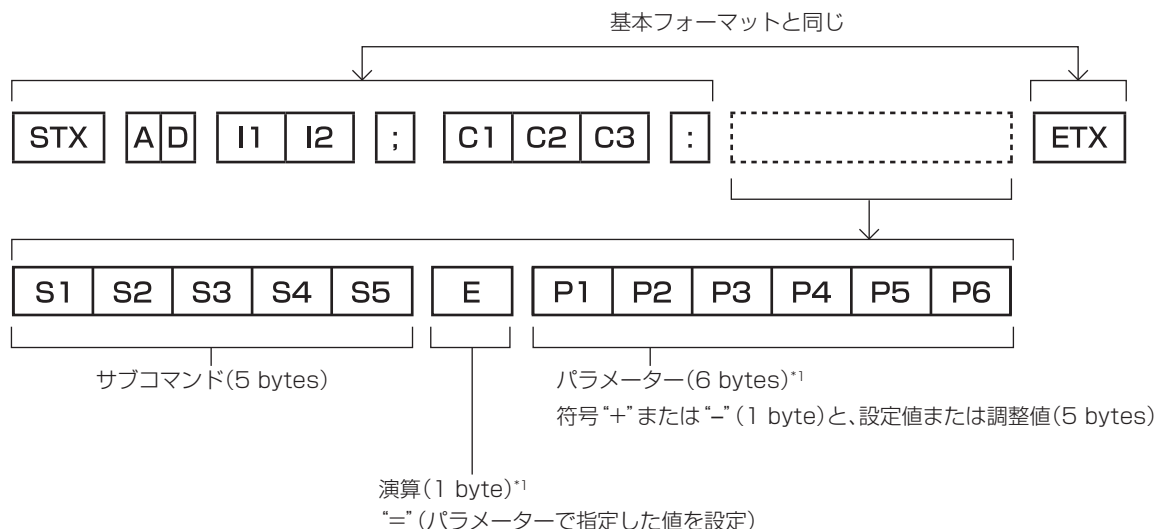 基本フォーマットと同じ
STX A D I1 I2 ; C1 C2 C3 : ETX
S1 S2 S3 S4 S5 E P1 P2 P3 P4 P5 P6
サブコマンド(5 bytes)
パラメーター(6 bytes)*1
符号“+”または“−”(1 byte)と、設定値または調整値(5 bytes)
演算(1 byte)*1
“=”(パラメーターで指定した値を設定)